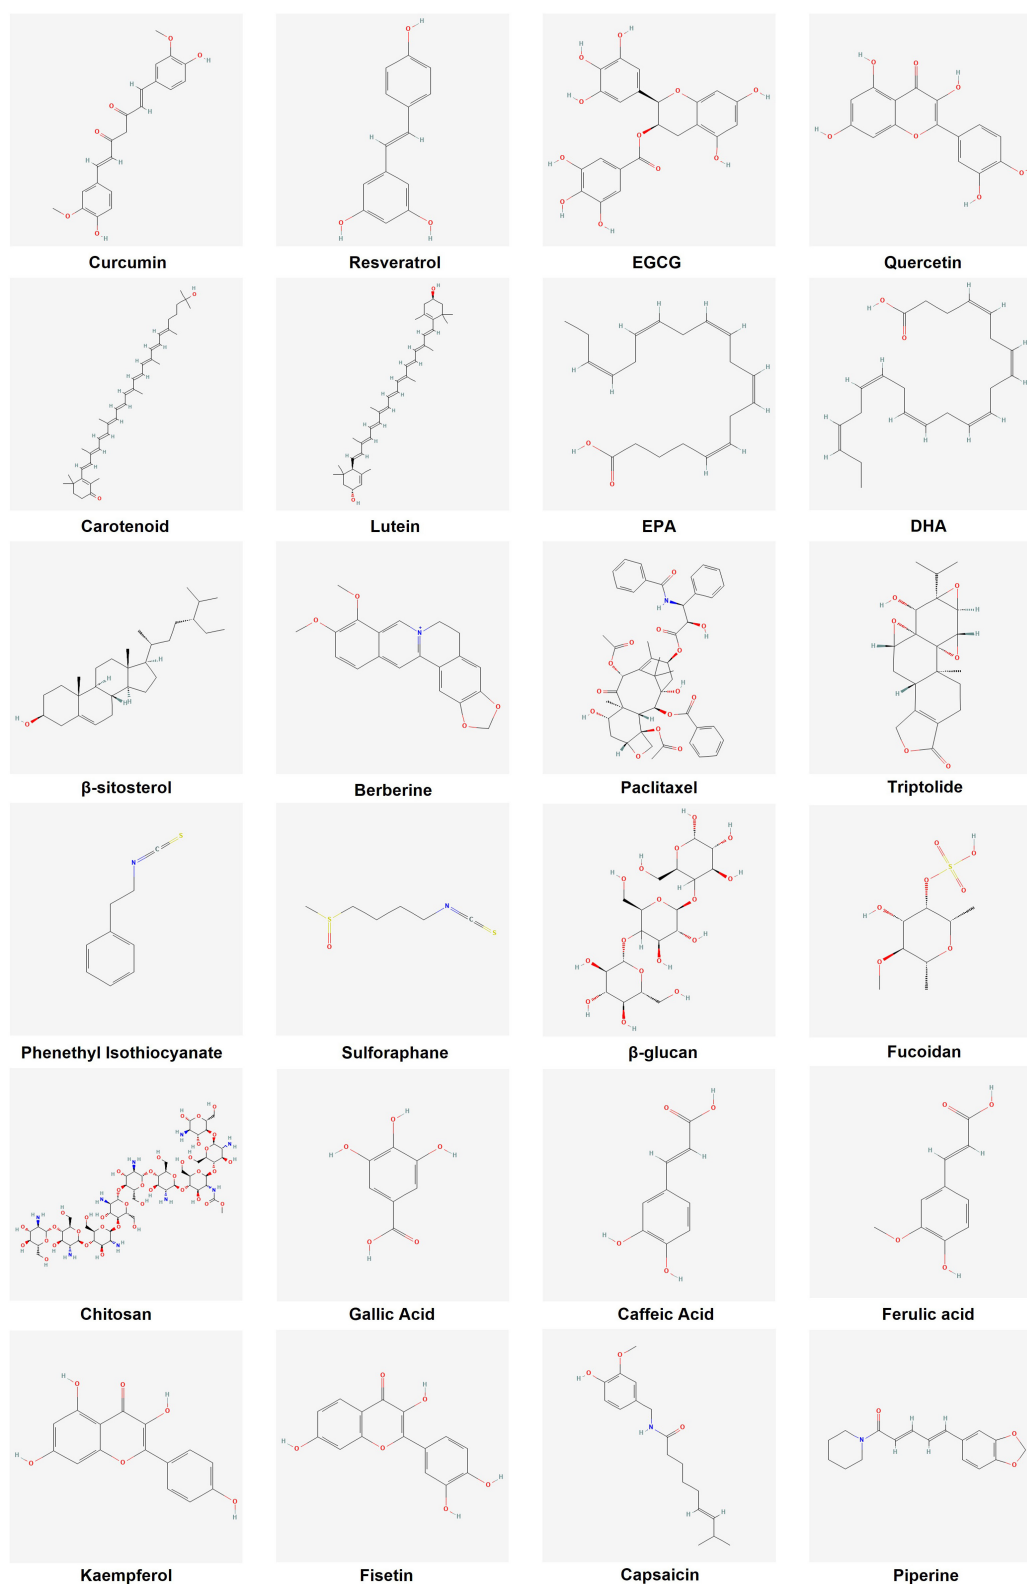 Curcumin
Resveratrol
EGCG
Quercetin
Carotenoid
Lutein
EPA
DHA
β-sitosterol
Berberine
Paclitaxel
Triptolide
Phenethyl Isothiocyanate
Sulforaphane
β-glucan
Fucoidan
Chitosan
Gallic Acid
Caffeic Acid
Ferulic acid
Kaempferol
Fisetin
Capsaicin
Piperine